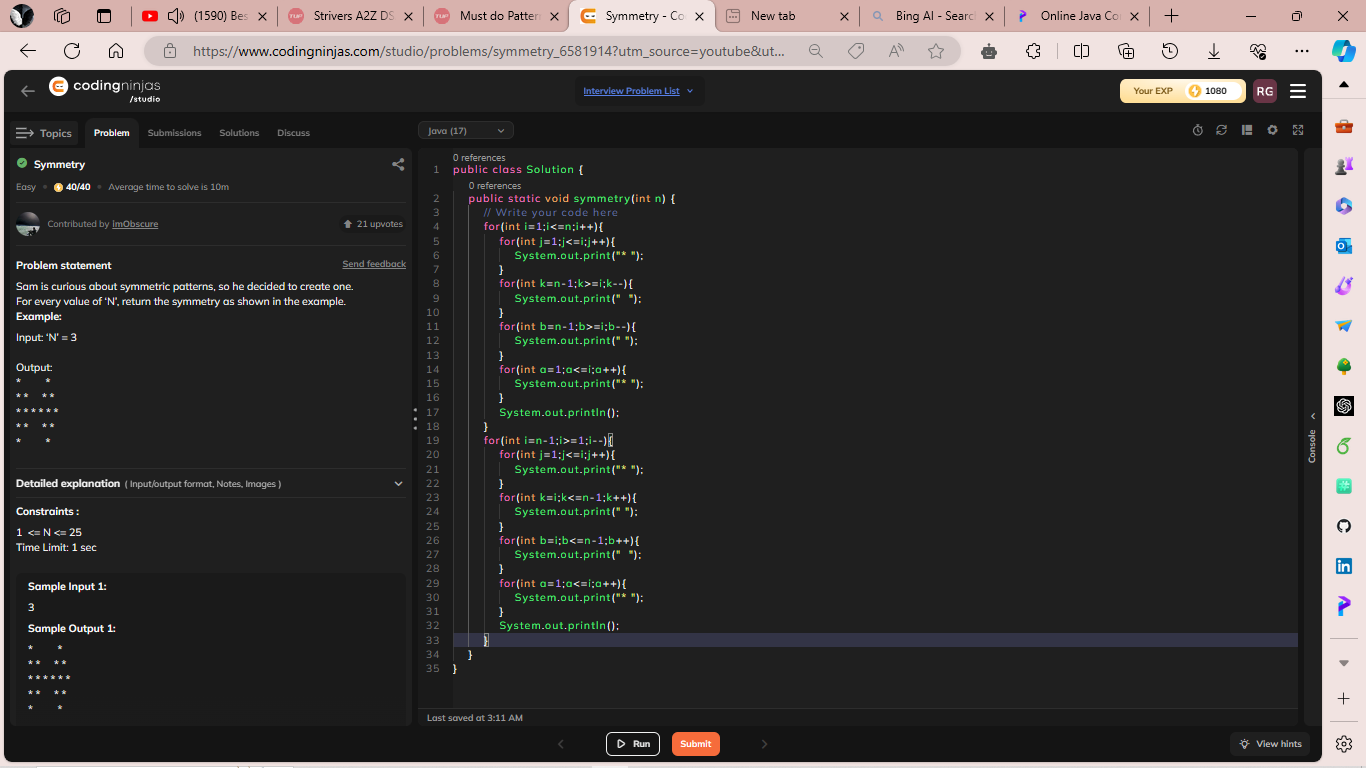 (1590) Bes
Strivers A2Z DS
Must do Patter
Symmetry - Co
New tab
Bing AI - Searc
Online Java Co
https://www.codingninjas.com/studio/problems/symmetry_6581914?utm_source=youtube&ut...
codingninjas
/studio
Interview Problem List
Your EXP 1080
RG
Topics
Problem
Submissions
Solutions
Discuss
Java (17)
Symmetry
Easy • 40/40 • Average time to solve is 10m
Contributed by
imObscure
21 upvotes
Problem statement
Send feedback
Sam is curious about symmetric patterns, so he decided to create one.
For every value of ‘N’, return the symmetry as shown in the example.
Example:
Input: ‘N’ = 3
Output:
*         *
* *     * *
* * * * * *
* *     * *
*         *
Detailed explanation ( Input/output format, Notes, Images )
Constraints :
1 <= N <= 25
Time Limit: 1 sec
Sample Input 1:
3
Sample Output 1:
*         *
* *     * *
* * * * * *
* *     * *
*         *
0 references
1 public class Solution {
0 references
2 public static void symmetry(int n) {
3 // Write your code here
4 for(int i=1;i<=n;i++){
5 for(int j=1;j<=i;j++){
6 System.out.print("* ");
7 }
8 for(int k=n-1;k>=i;k--){
9 System.out.print("  ");
10 }
11 for(int b=n-1;b>=i;b--){
12 System.out.print(" ");
13 }
14 for(int a=1;a<=i;a++){
15 System.out.print("* ");
16 }
17 System.out.println();
18 }
19 for(int i=n-1;i>=1;i--){
20 for(int j=1;j<=i;j++){
21 System.out.print("* ");
22 }
23 for(int k=i;k<=n-1;k++){
24 System.out.print(" ");
25 }
26 for(int b=i;b<=n-1;b++){
27 System.out.print("  ");
28 }
29 for(int a=1;a<=i;a++){
30 System.out.print("* ");
31 }
32 System.out.println();
33 }
34 }
35 }
Console
Last saved at 3:11 AM
Run
Submit
View hints